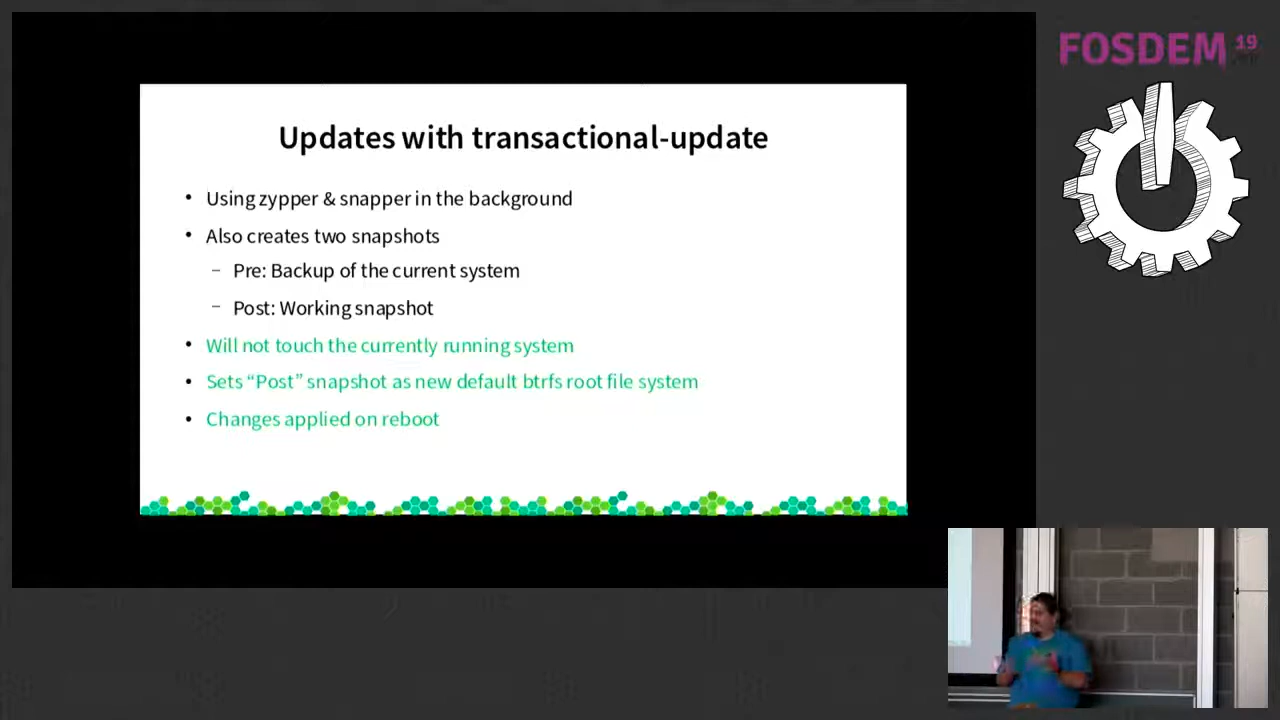 FOSDEM 19
.org
Updates with transactional-update
• Using zypper & snapper in the background
• Also creates two snapshots
– Pre: Backup of the current system
– Post: Working snapshot
• Will not touch the currently running system
• Sets “Post” snapshot as new default btrfs root file system
• Changes applied on reboot